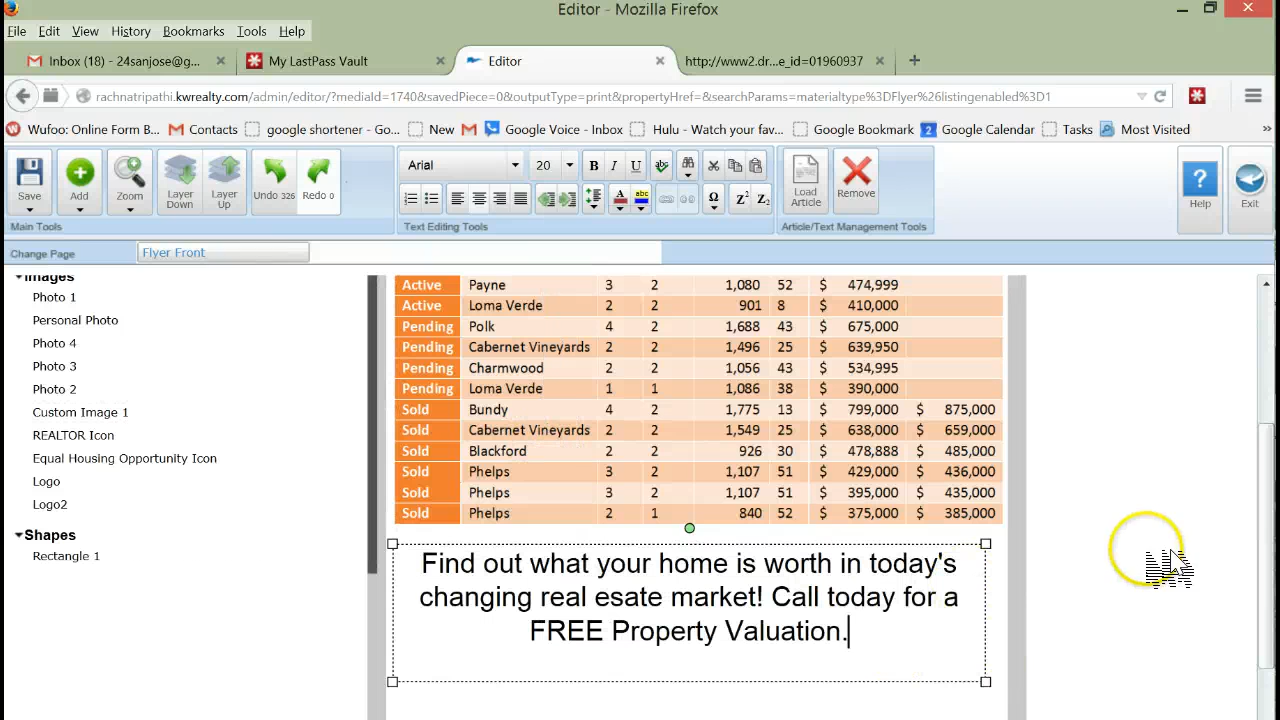 Editor - Mozilla Firefox
File Edit View History Bookmarks Tools Help
Inbox (18) - 24sanjose@g... × My LastPass Vault × Editor × http://www2.dr...e_id=01960937 × +
rachnatripathi.kwrealty.com/admin/editor/?mediaId=1740&savedPiece=0&outputType=print&propertyHref=&searchParams=materialtype%3DFlyer%26listingenabled%3D1
Wufoo: Online Form B... Contacts google shortener - Go... New Google Voice - Inbox Hulu - Watch your fav... Google Bookmark 2 Google Calendar Tasks Most Visited »
Save Add Zoom Layer Down Layer Up Undo 326 Redo 0 Arial 20 B I U Load Article Remove Help Exit
Main Tools Text Editing Tools Article/Text Management Tools
Change Page Flyer Front
Images
Photo 1
Personal Photo
Photo 4
Photo 3
Photo 2
Custom Image 1
REALTOR Icon
Equal Housing Opportunity Icon
Logo
Logo2
Shapes
Rectangle 1
Active Payne 3 2 1,080 52 $ 474,999
Active Loma Verde 2 2 901 8 $ 410,000
Pending Polk 4 2 1,688 43 $ 675,000
Pending Cabernet Vineyards 2 2 1,496 25 $ 639,950
Pending Charmwood 2 2 1,056 43 $ 534,995
Pending Loma Verde 1 1 1,086 38 $ 390,000
Sold Bundy 4 2 1,775 13 $ 799,000 $ 875,000
Sold Cabernet Vineyards 2 2 1,549 25 $ 638,000 $ 659,000
Sold Blackford 2 2 926 30 $ 478,888 $ 485,000
Sold Phelps 3 2 1,107 51 $ 429,000 $ 436,000
Sold Phelps 3 2 1,107 51 $ 395,000 $ 435,000
Sold Phelps 2 1 840 52 $ 375,000 $ 385,000
Find out what your home is worth in today's
changing real esate market! Call today for a
FREE Property Valuation.